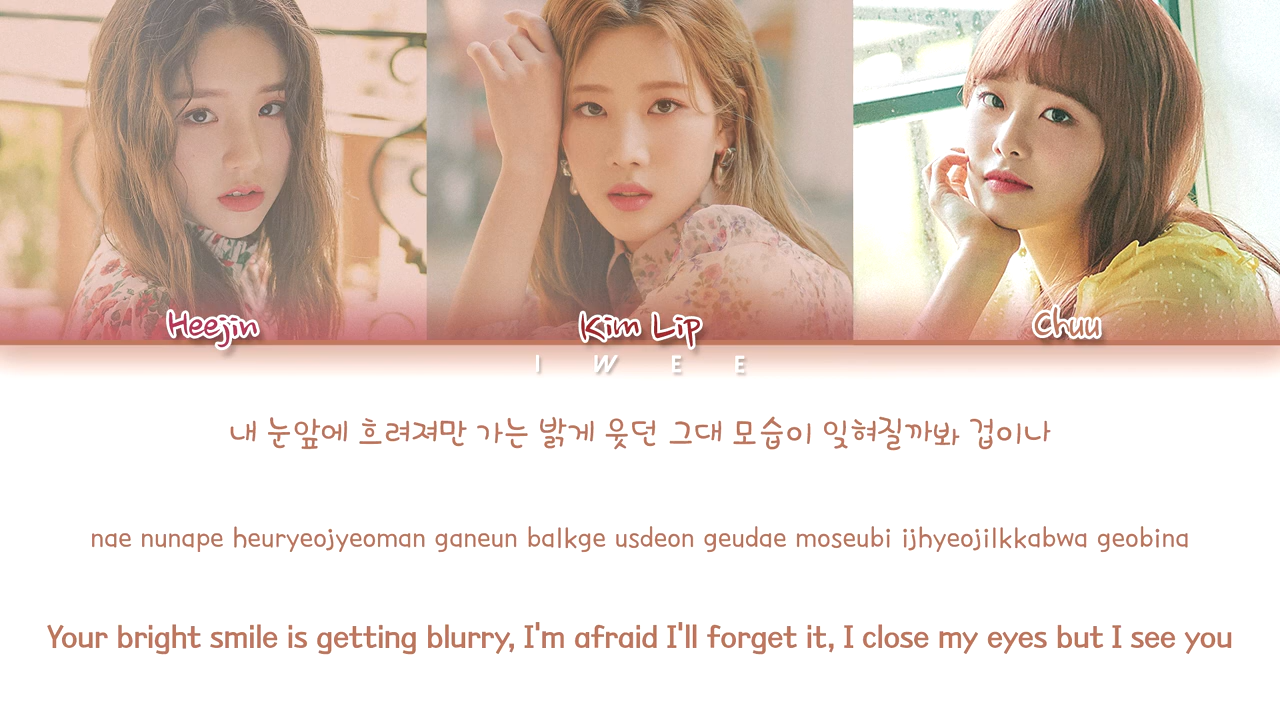 Heejin
Kim Lip
Chuu
I W E E
내 눈앞에 흐려져만 가는 밝게 웃던 그대 모습이 잊혀질까봐 겁이나
nae nunape heuryeojyeoman ganeun balkge usdeon geudae moseubi ijhyeojilkkabwa geobina
Your bright smile is getting blurry, I'm afraid I'll forget it, I close my eyes but I see you